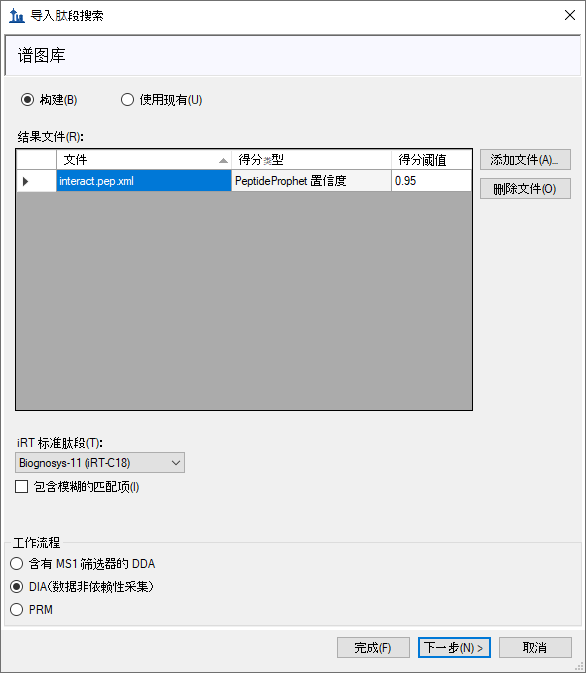 导入肽段搜索
谱图库
构建(B) 使用现有(U)
结果文件(R):
文件 得分类型 得分阈值
interact.pep.xml PeptideProphet 置信度 0.95
添加文件(A)...
删除文件(O)
iRT 标准肽段(T):
Biognosys-11 (iRT-C18)
包含模糊的匹配项(I)
工作流程
含有 MS1 筛选器的 DDA
DIA(数据非依赖性采集)
PRM
完成(F) 下一步(N) > 取消